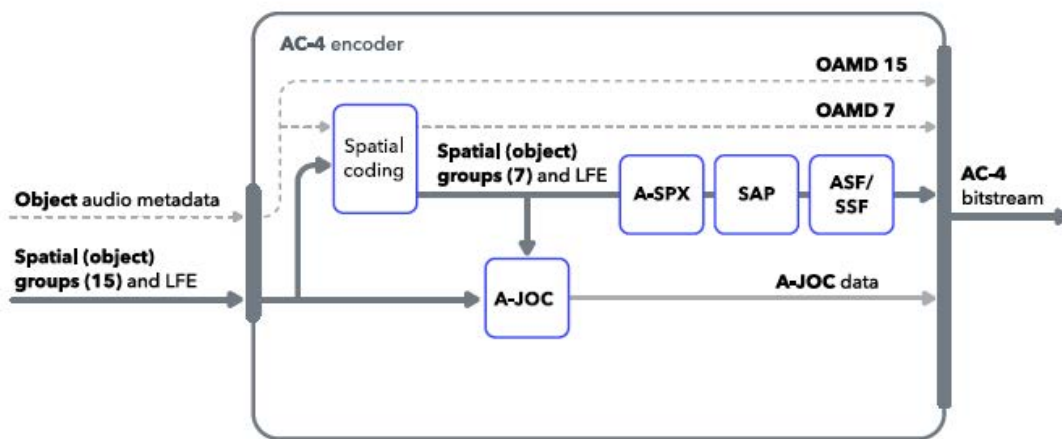 AC-4 encoder
OAMD 15
OAMD 7
Spatial
coding
Spatial (object)
groups (7) and LFE
A-SPX
SAP
ASF/
SSF
AC-4
bitstream
Object audio metadata
Spatial (object)
groups (15) and LFE
A-JOC
A-JOC data